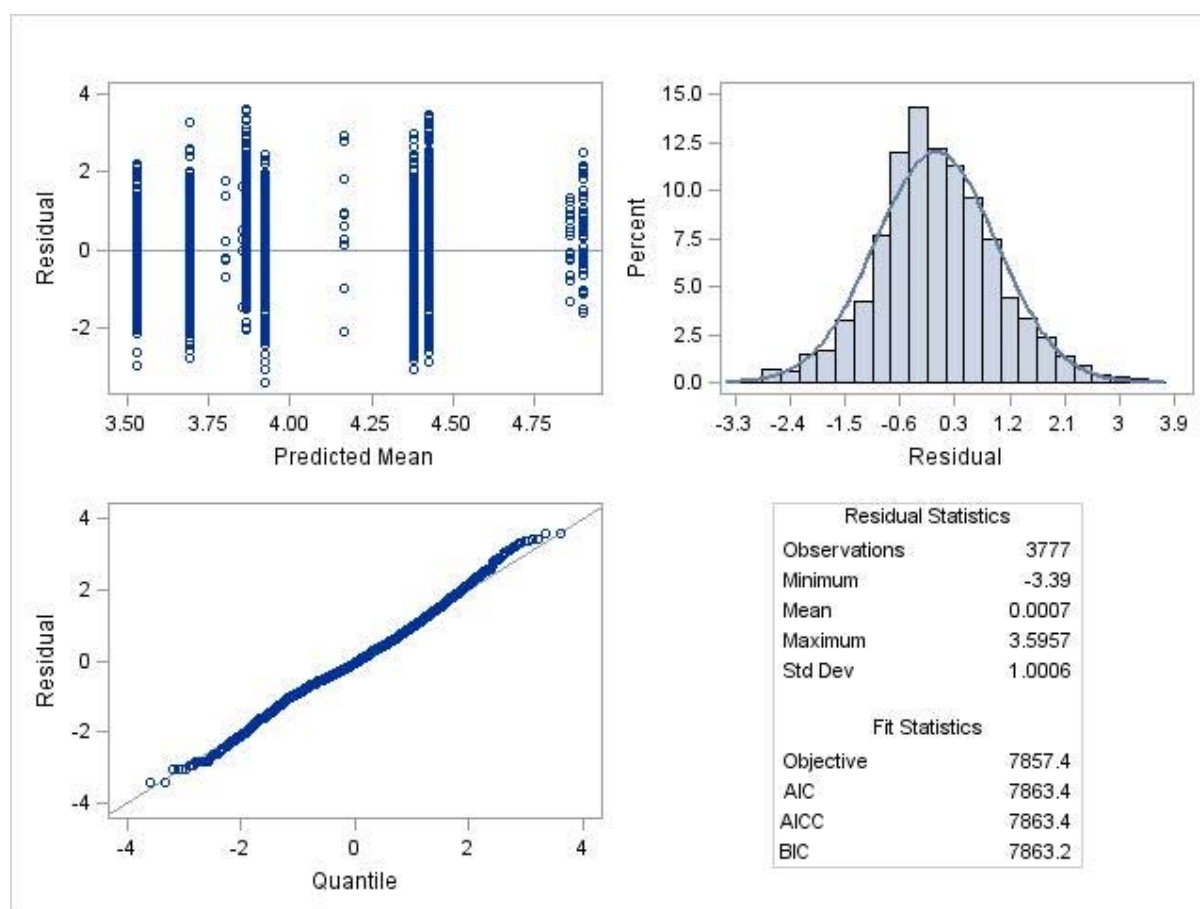 4
2
0
-2
Residual
3.50 3.75 4.00 4.25 4.50 4.75
Predicted Mean
15.0
12.5
10.0
7.5
5.0
2.5
0.0
Percent
-3.3 -2.4 -1.5 -0.6 0.3 1.2 2.1 3 3.9
Residual
4
2
0
-2
-4
Residual
-4 -2 0 2 4
Quantile
Residual Statistics
Observations 3777
Minimum -3.39
Mean 0.0007
Maximum 3.5957
Std Dev 1.0006
Fit Statistics
Objective 7857.4
AIC 7863.4
AICC 7863.4
BIC 7863.2